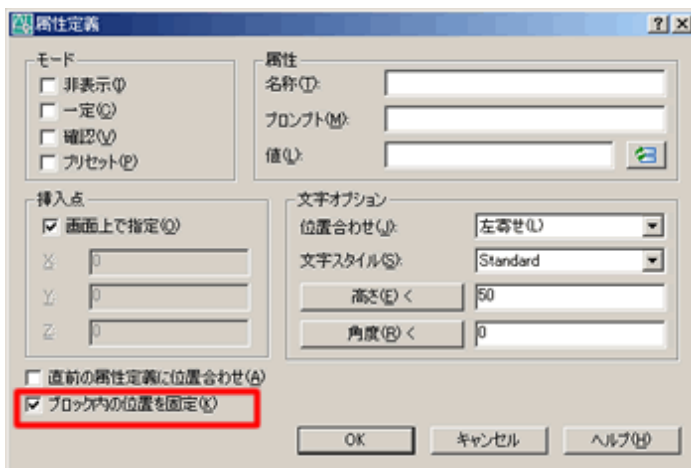 属性定義
モード
非表示(I)
一定(C)
確認(V)
プリセット(P)
属性
名称(T):
プロンプト(M):
値(L):
挿入点
画面上で指定(O)
X: 0
Y: 0
Z: 0
文字オプション
位置合わせ(J): 左寄せ(L)
文字スタイル(S): Standard
高さ(E) < 50
角度(R) < 0
直前の属性定義に位置合わせ(A)
ブロック内の位置を固定(K)
OK キャンセル ヘルプ(H)